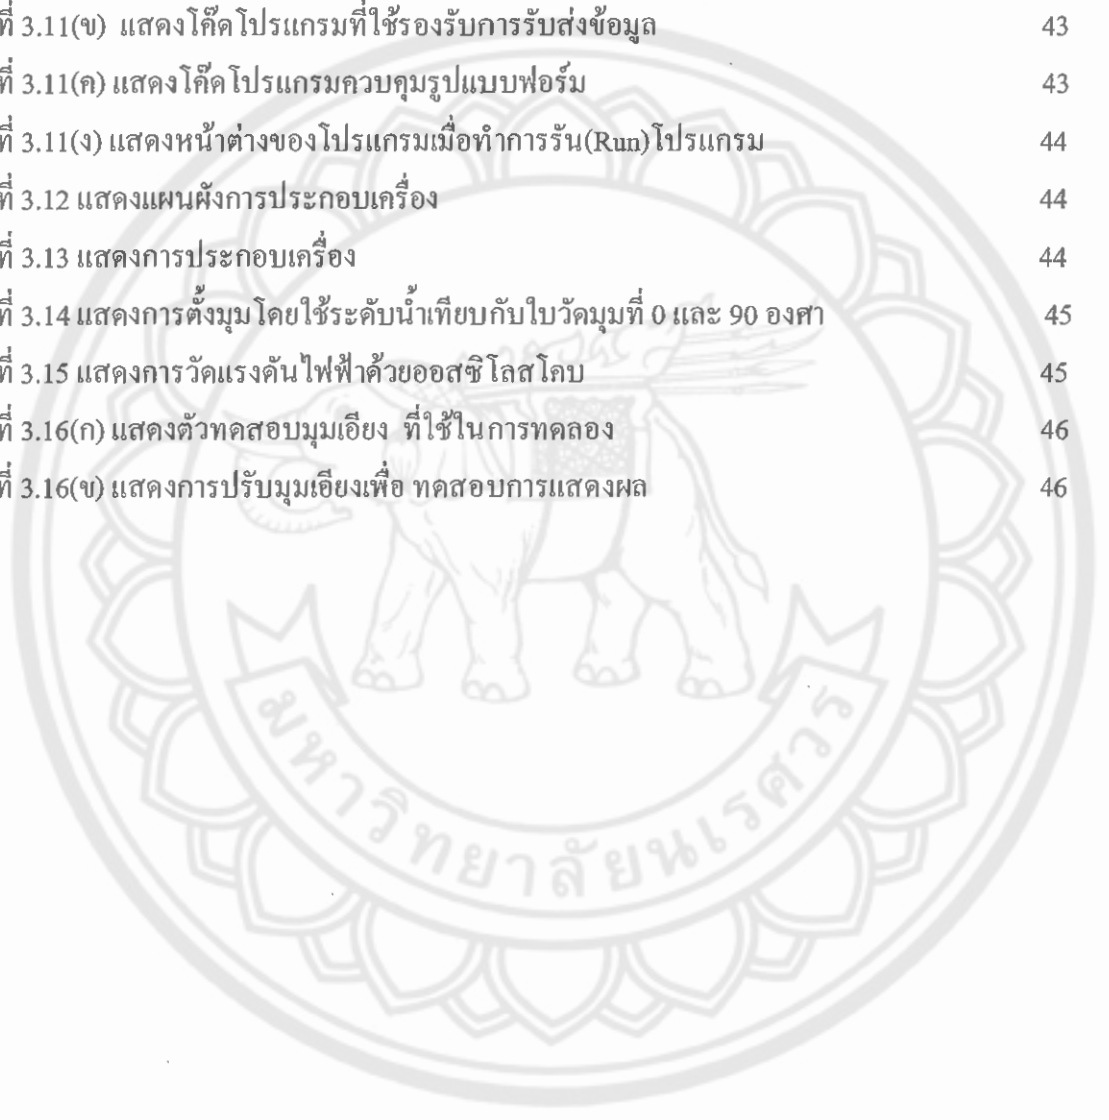 ที่ 3.11(ข) แสดงโค๊ดโปรแกรมที่ใช้รองรับการรับส่งข้อมูล 43
ที่ 3.11(ค) แสดงโค๊ดโปรแกรมควบคุมรูปแบบฟอร์ม 43
ที่ 3.11(ง) แสดงหน้าต่างของโปรแกรมเมื่อทำการรัน(Run)โปรแกรม 44
ที่ 3.12 แสดงแผนผังการประกอบเครื่อง 44
ที่ 3.13 แสดงการประกอบเครื่อง 44
ที่ 3.14 แสดงการตั้งมุมโดยใช้ระดับน้ำเทียบกับใบวัดมุมที่ 0 และ 90 องศา 45
ที่ 3.15 แสดงการวัดแรงดันไฟฟ้าด้วยออสซิโลสโคบ 45
ที่ 3.16(ก) แสดงตัวทดสอบมุมเอียง ที่ใช้ในการทดลอง 46
ที่ 3.16(ข) แสดงการปรับมุมเอียงเพื่อ ทดสอบการแสดงผล 46
มหาวิทยาลัยนเรศวร